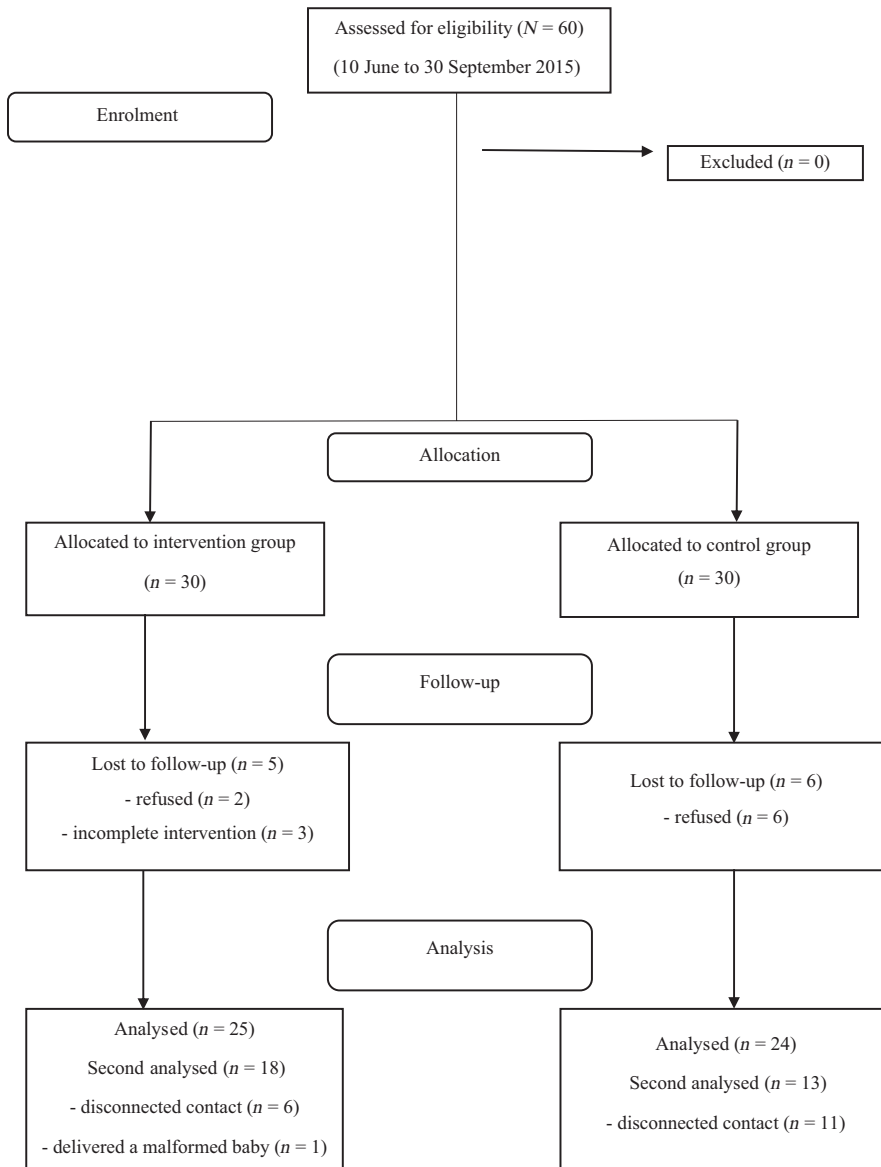 Assessed for eligibility (N = 60)
(10 June to 30 September 2015)
Enrolment
Excluded (n = 0)
Allocation
Allocated to intervention group
(n = 30)
Allocated to control group
(n = 30)
Follow-up
Lost to follow-up (n = 5)
- refused (n = 2)
- incomplete intervention (n = 3)
Lost to follow-up (n = 6)
- refused (n = 6)
Analysis
Analysed (n = 25)
Second analysed (n = 18)
- disconnected contact (n = 6)
- delivered a malformed baby (n = 1)
Analysed (n = 24)
Second analysed (n = 13)
- disconnected contact (n = 11)